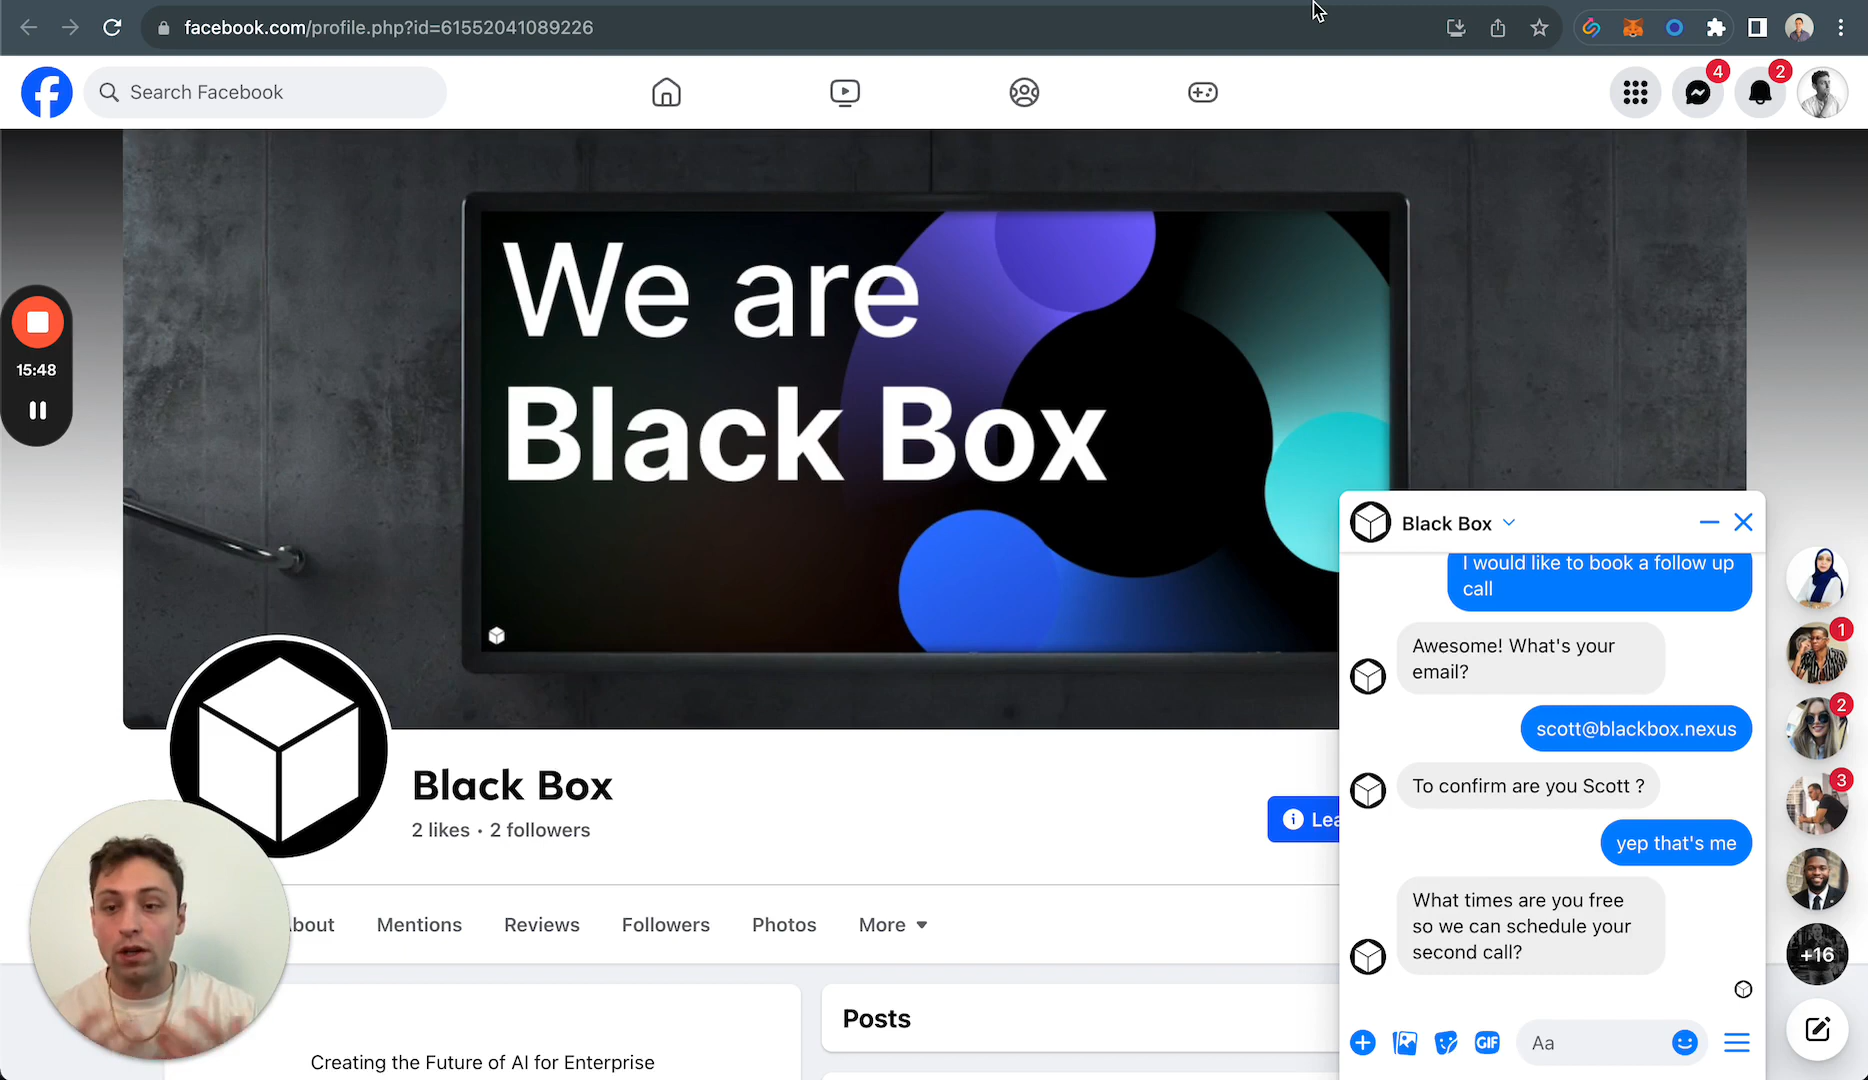 facebook.com/profile.php?id=61552041089226
Search Facebook
4
2
We are
Black Box
15:48
Black Box
2 likes · 2 followers
Lea
bout
Mentions
Reviews
Followers
Photos
More
Creating the Future of AI for Enterprise
Posts
Black Box
I would like to book a follow up
call
Awesome! What's your
email?
scott@blackbox.nexus
To confirm are you Scott ?
yep that's me
What times are you free
so we can schedule your
second call?
GIF
Aa
1
2
3
+16